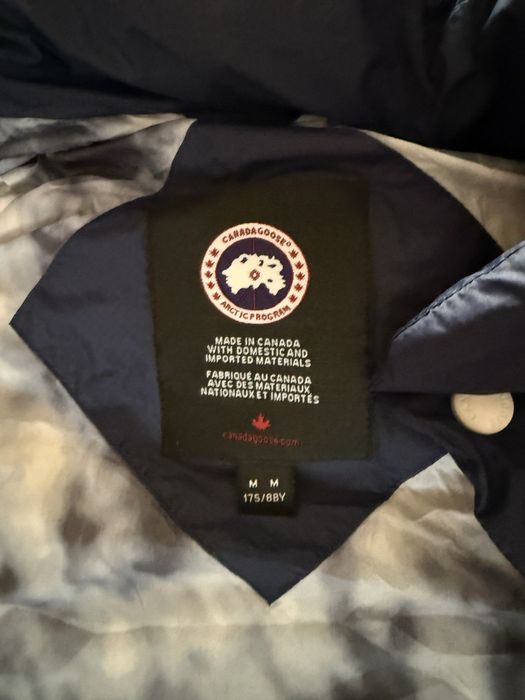 CANADA GOOSE®
ARCTIC PROGRAM
MADE IN CANADA
WITH DOMESTIC AND
IMPORTED MATERIALS
FABRIQUÉ AU CANADA
AVEC DES MATERIAUX
NATIONAUX ET IMPORTÉS
canadagoose.com
M M
175/88Y